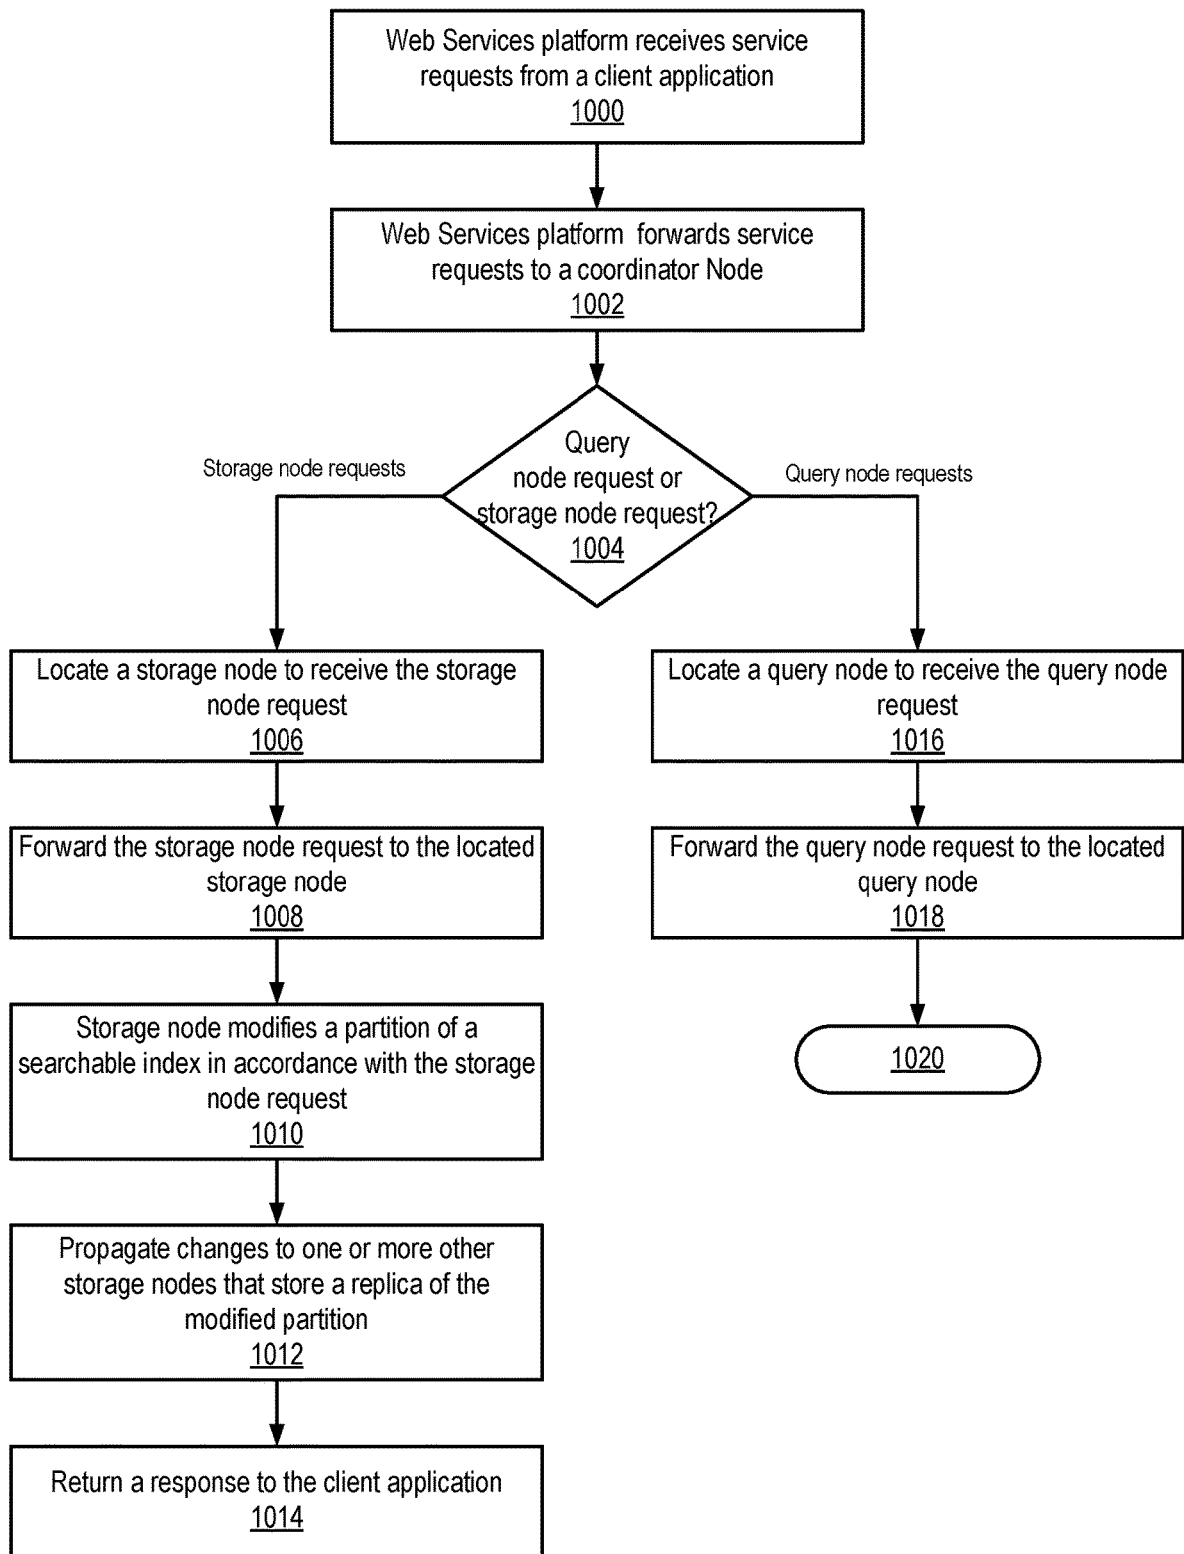 Web Services platform receives service
requests from a client application
1000
Web Services platform forwards service
requests to a coordinator Node
1002
Query
node request or
storage node request?
1004
Storage node requests
Query node requests
Locate a storage node to receive the storage
node request
1006
Forward the storage node request to the located
storage node
1008
Storage node modifies a partition of a
searchable index in accordance with the storage
node request
1010
Propagate changes to one or more other
storage nodes that store a replica of the
modified partition
1012
Return a response to the client application
1014
Locate a query node to receive the query node
request
1016
Forward the query node request to the located
query node
1018
1020